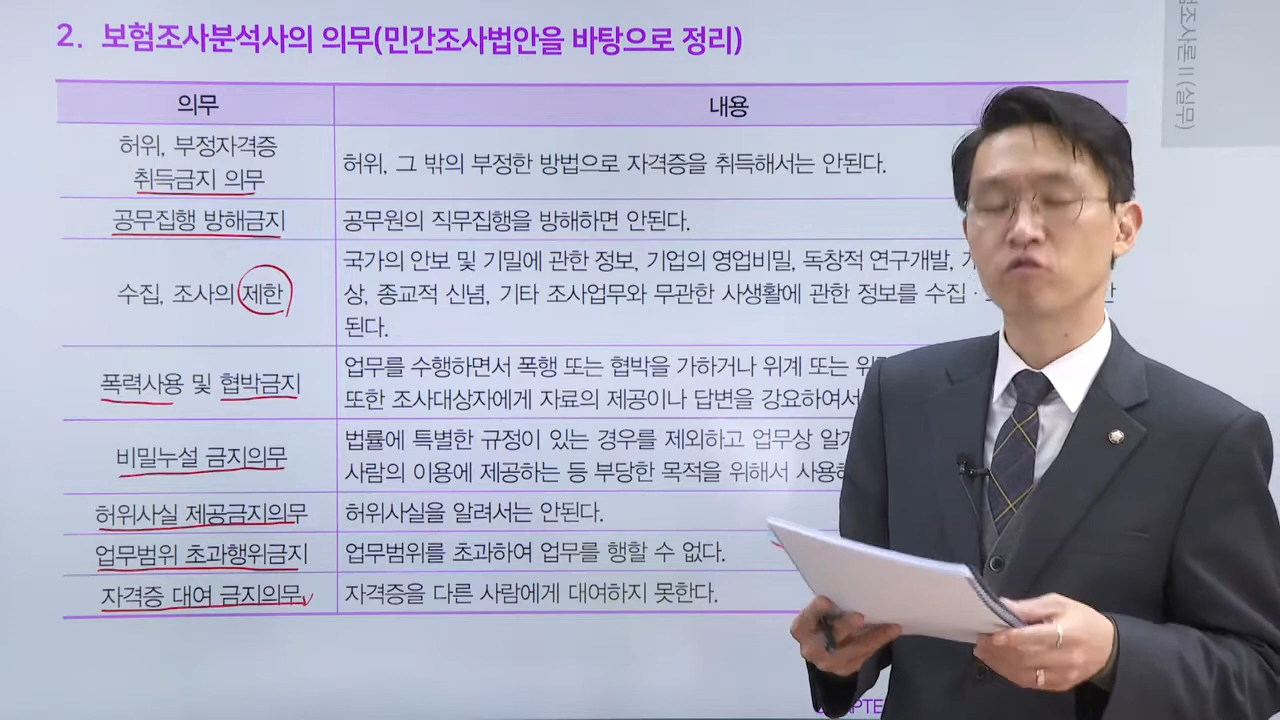 2. 보험조사분석사의 의무(민간조사법안을 바탕으로 정리)
조사론 II (실무)
의무
내용
허위, 부정자격증
취득금지 의무
허위, 그 밖의 부정한 방법으로 자격증을 취득해서는 안된다.
공무집행 방해금지
공무원의 직무집행을 방해하면 안된다.
수집, 조사의 제한
국가의 안보 및 기밀에 관한 정보, 기업의 영업비밀, 독창적 연구개발,
상, 종교적 신념, 기타 조사업무와 무관한 사생활에 관한 정보를 수집 ·
된다.
폭력사용 및 협박금지
업무를 수행하면서 폭행 또는 협박을 가하거나 위계 또는
또한 조사대상자에게 자료의 제공이나 답변을 강요하여서
비밀누설 금지의무
법률에 특별한 규정이 있는 경우를 제외하고 업무상 알게
사람의 이용에 제공하는 등 부당한 목적을 위해서
허위사실 제공금지의무
허위사실을 알려서는 안된다.
업무범위 초과행위금지
업무범위를 초과하여 업무를 행할 수 없다.
자격증 대여 금지의무
자격증을 다른 사람에게 대여하지 못한다.